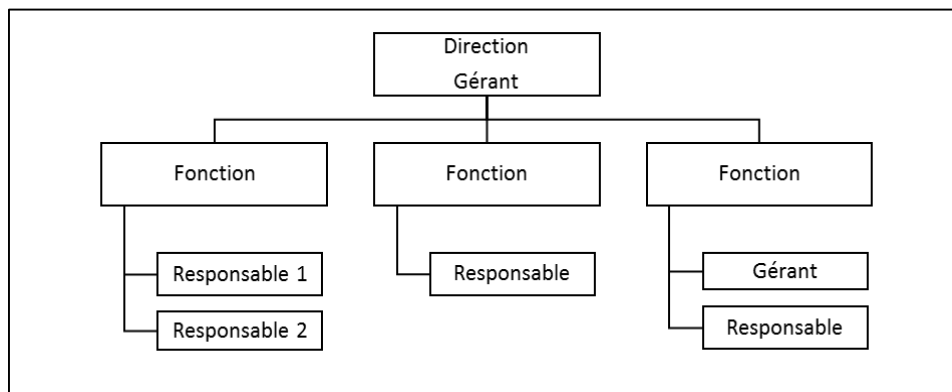 Direction
Gérant
Fonction
Fonction
Fonction
Responsable 1
Responsable 2
Responsable
Gérant
Responsable